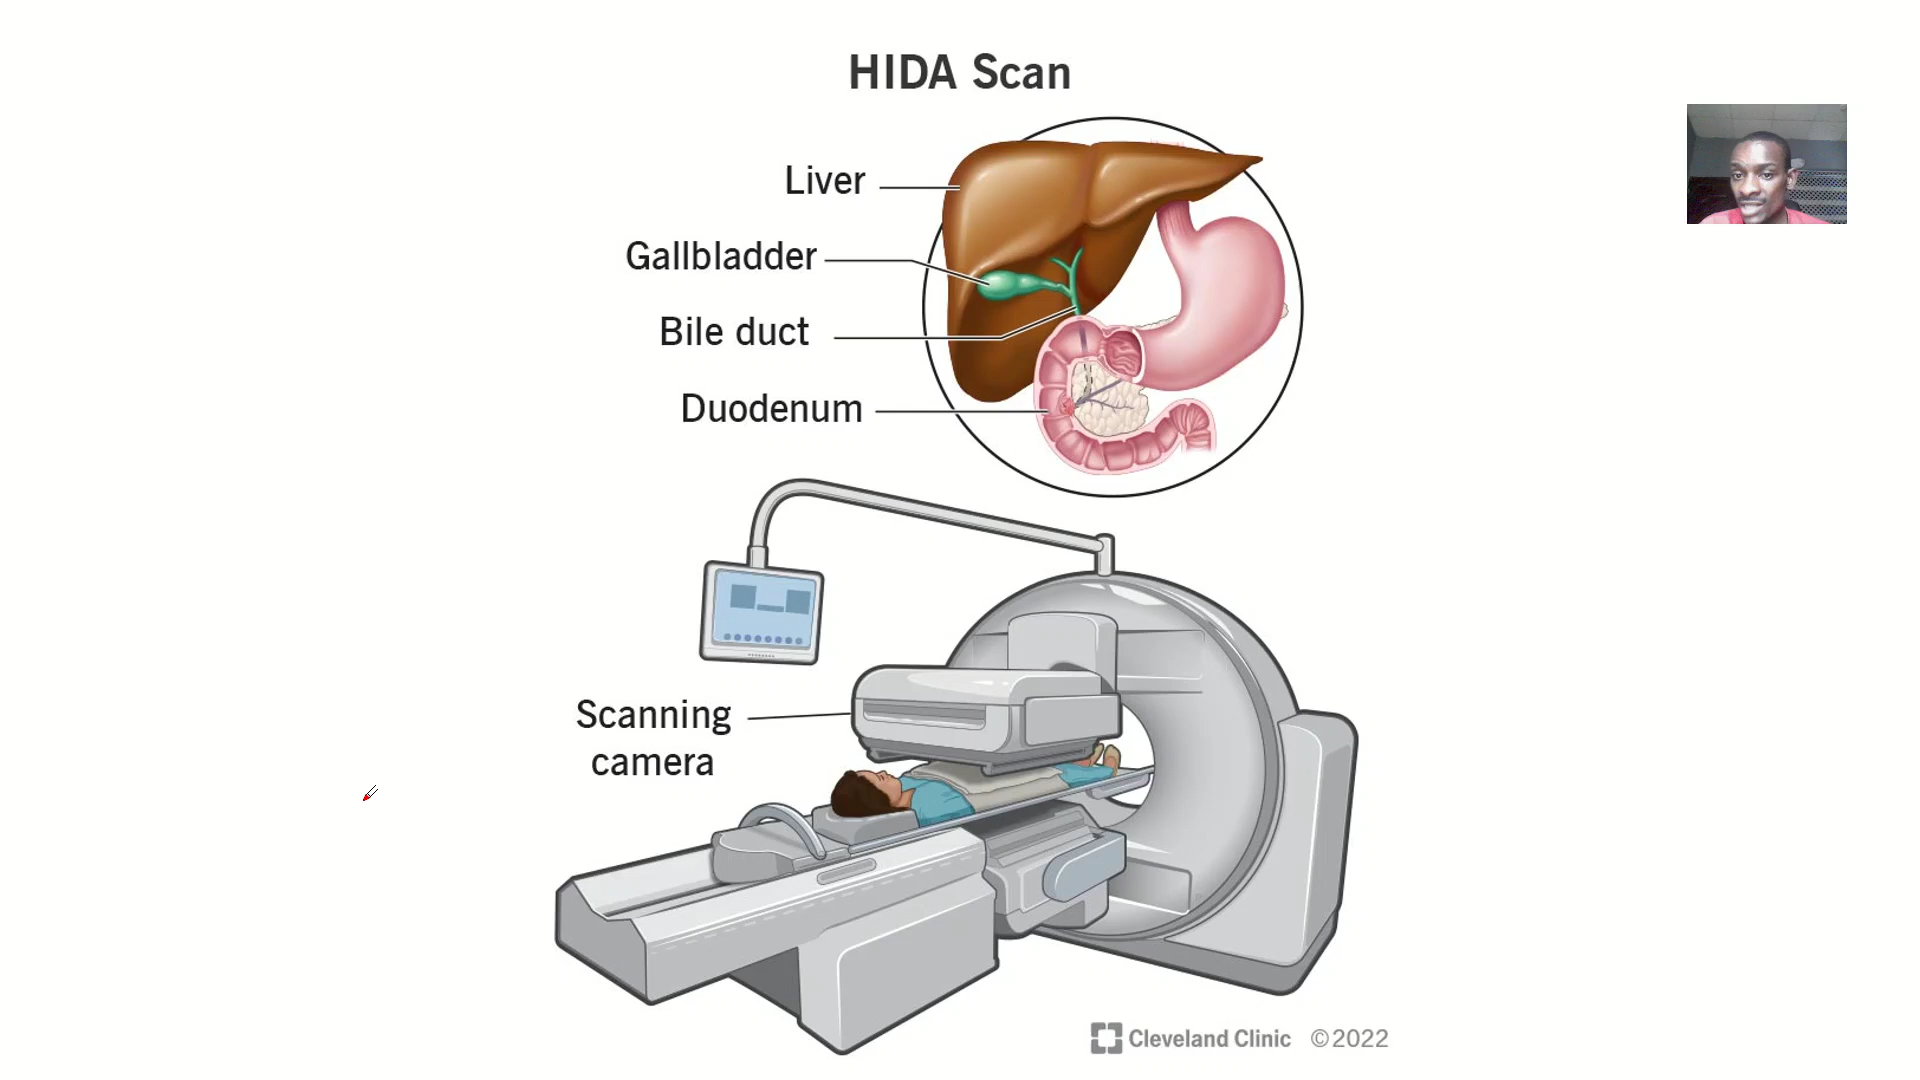 HIDA Scan
Liver
Gallbladder
Bile duct
Duodenum
Scanning
camera
Cleveland Clinic ©2022